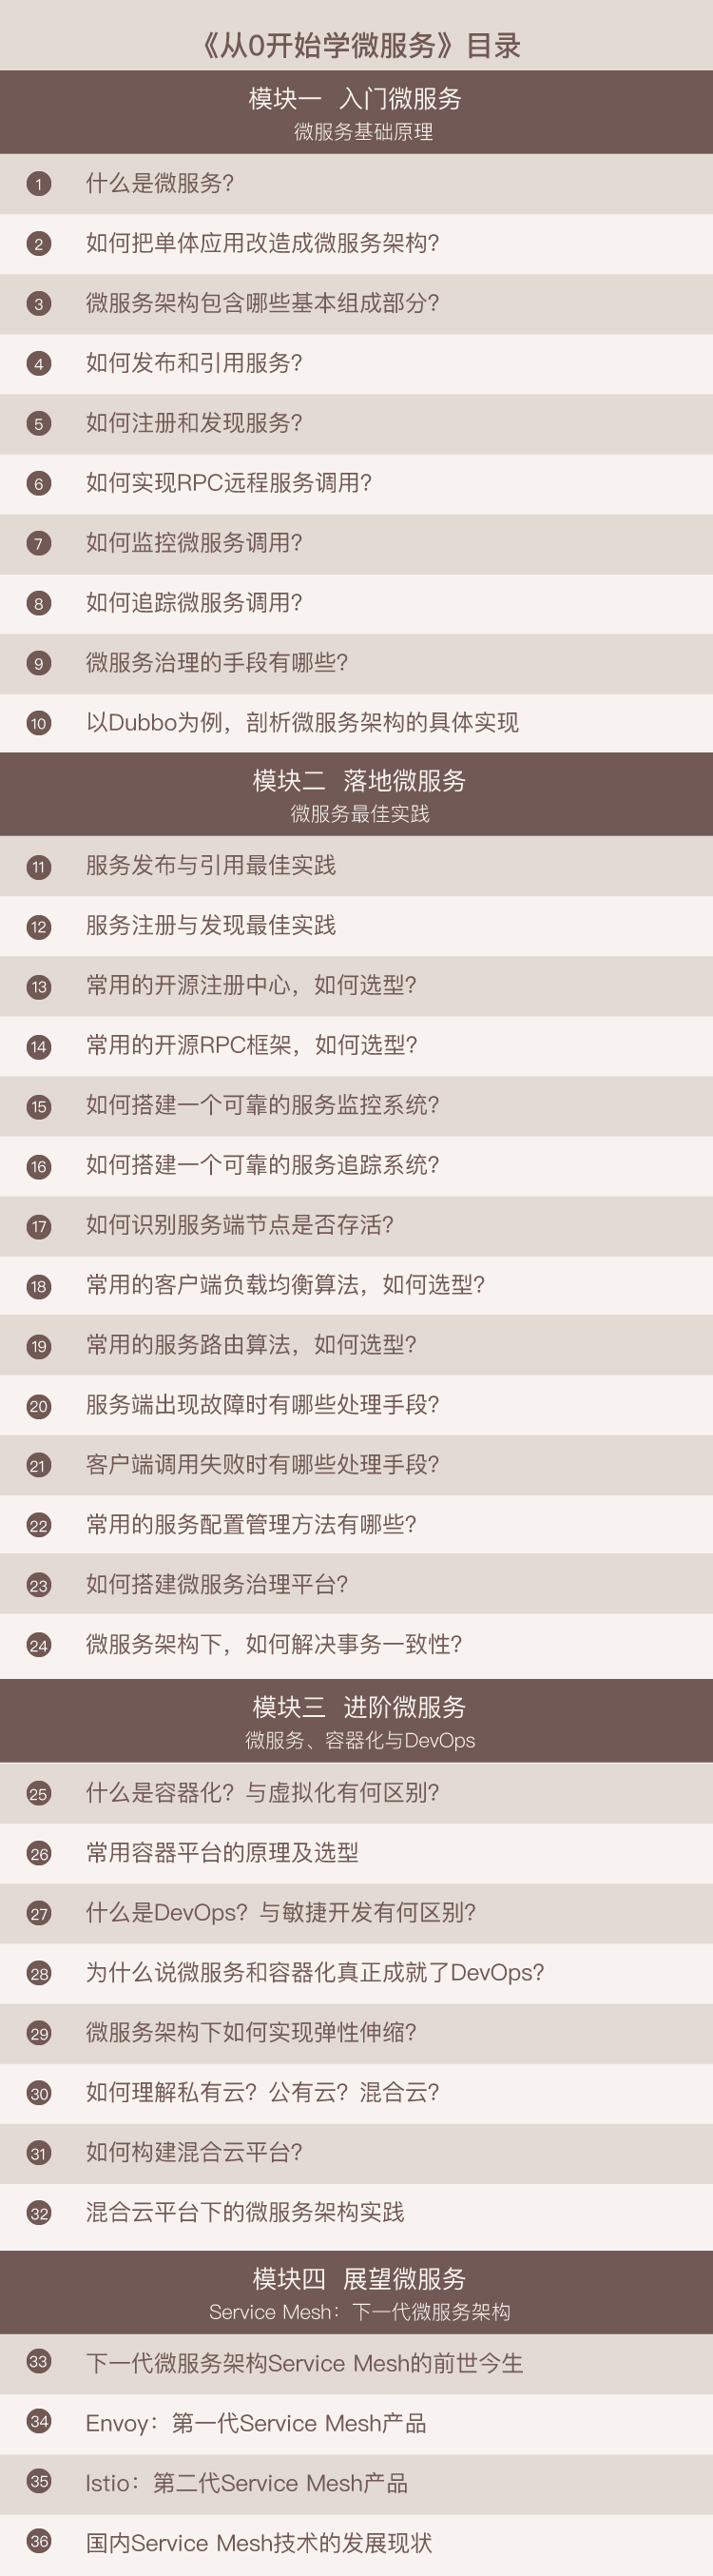 《从0开始学微服务》目录
模块一 入门微服务
微服务基础原理
1 什么是微服务？
2 如何把单体应用改造成微服务架构？
3 微服务架构包含哪些基本组成部分？
4 如何发布和引用服务？
5 如何注册和发现服务？
6 如何实现RPC远程服务调用？
7 如何监控微服务调用？
8 如何追踪微服务调用？
9 微服务治理的手段有哪些？
10 以Dubbo为例，剖析微服务架构的具体实现
模块二 落地微服务
微服务最佳实践
11 服务发布与引用最佳实践
12 服务注册与发现最佳实践
13 常用的开源注册中心，如何选型？
14 常用的开源RPC框架，如何选型？
15 如何搭建一个可靠的服务监控系统？
16 如何搭建一个可靠的服务追踪系统？
17 如何识别服务端节点是否存活？
18 常用的客户端负载均衡算法，如何选型？
19 常用的服务路由算法，如何选型？
20 服务端出现故障时有哪些处理手段？
21 客户端调用失败时有哪些处理手段？
22 常用的服务配置管理方法有哪些？
23 如何搭建微服务治理平台？
24 微服务架构下，如何解决事务一致性？
模块三 进阶微服务
微服务、容器化与DevOps
25 什么是容器化？与虚拟化有何区别？
26 常用容器平台的原理及选型
27 什么是DevOps？与敏捷开发有何区别？
28 为什么说微服务和容器化真正成就了DevOps？
29 微服务架构下如何实现弹性伸缩？
30 如何理解私有云？公有云？混合云？
31 如何构建混合云平台？
32 混合云平台下的微服务架构实践
模块四 展望微服务
Service Mesh：下一代微服务架构
33 下一代微服务架构Service Mesh的前世今生
34 Envoy：第一代Service Mesh产品
35 Istio：第二代Service Mesh产品
36 国内Service Mesh技术的发展现状